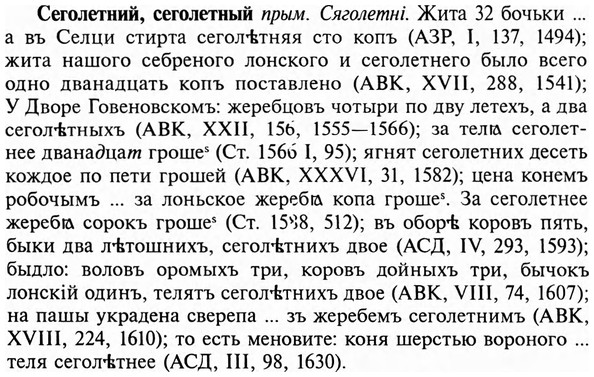 Сеголетний, сеголетный прым. Сяголетні. Жита 32 бочьки ...
а въ Селци стирта сеголѣтняя сто копъ (АЗР, I, 137, 1494);
жита нашого себреного лонского и сеголетнего было всего
одно дванадцать копъ поставлено (АВК, XVII, 288, 1541);
У Дворе Говеновскомъ: жеребцовъ чотыри по дву летехъ, а два
сеголѣтныхъ (АВК, XXII, 156, 1555—1566); за телѧ сеголет-
нее дванадцат грошеˢ (Ст. 1566 I, 95); ягнят сеголетних десеть
кождое по пети грошей (АВК, XXXVI, 31, 1582); цена конем
робочымъ ... за лоньское жеребѧ копа грошеˢ. За сеголетнее
жеребѧ сорокъ грошеˢ (Ст. 1588, 512); въ оборѣ коровъ пять,
быки два лѣтошнихъ, сеголѣтнихъ двое (АСД, IV, 293, 1593);
быдло: воловъ оромыхъ три, коровъ дойныхъ три, бычокъ
лонскій одинъ, телятъ сеголѣтнихъ двое (АВК, VIII, 74, 1607);
на пашы украдена сверепа ... зъ жеребемъ сеголетнимъ (АВК,
XVIII, 224, 1610); то есть меновите: коня шерстью вороного ...
теля сеголѣтнее (АСД, III, 98, 1630).